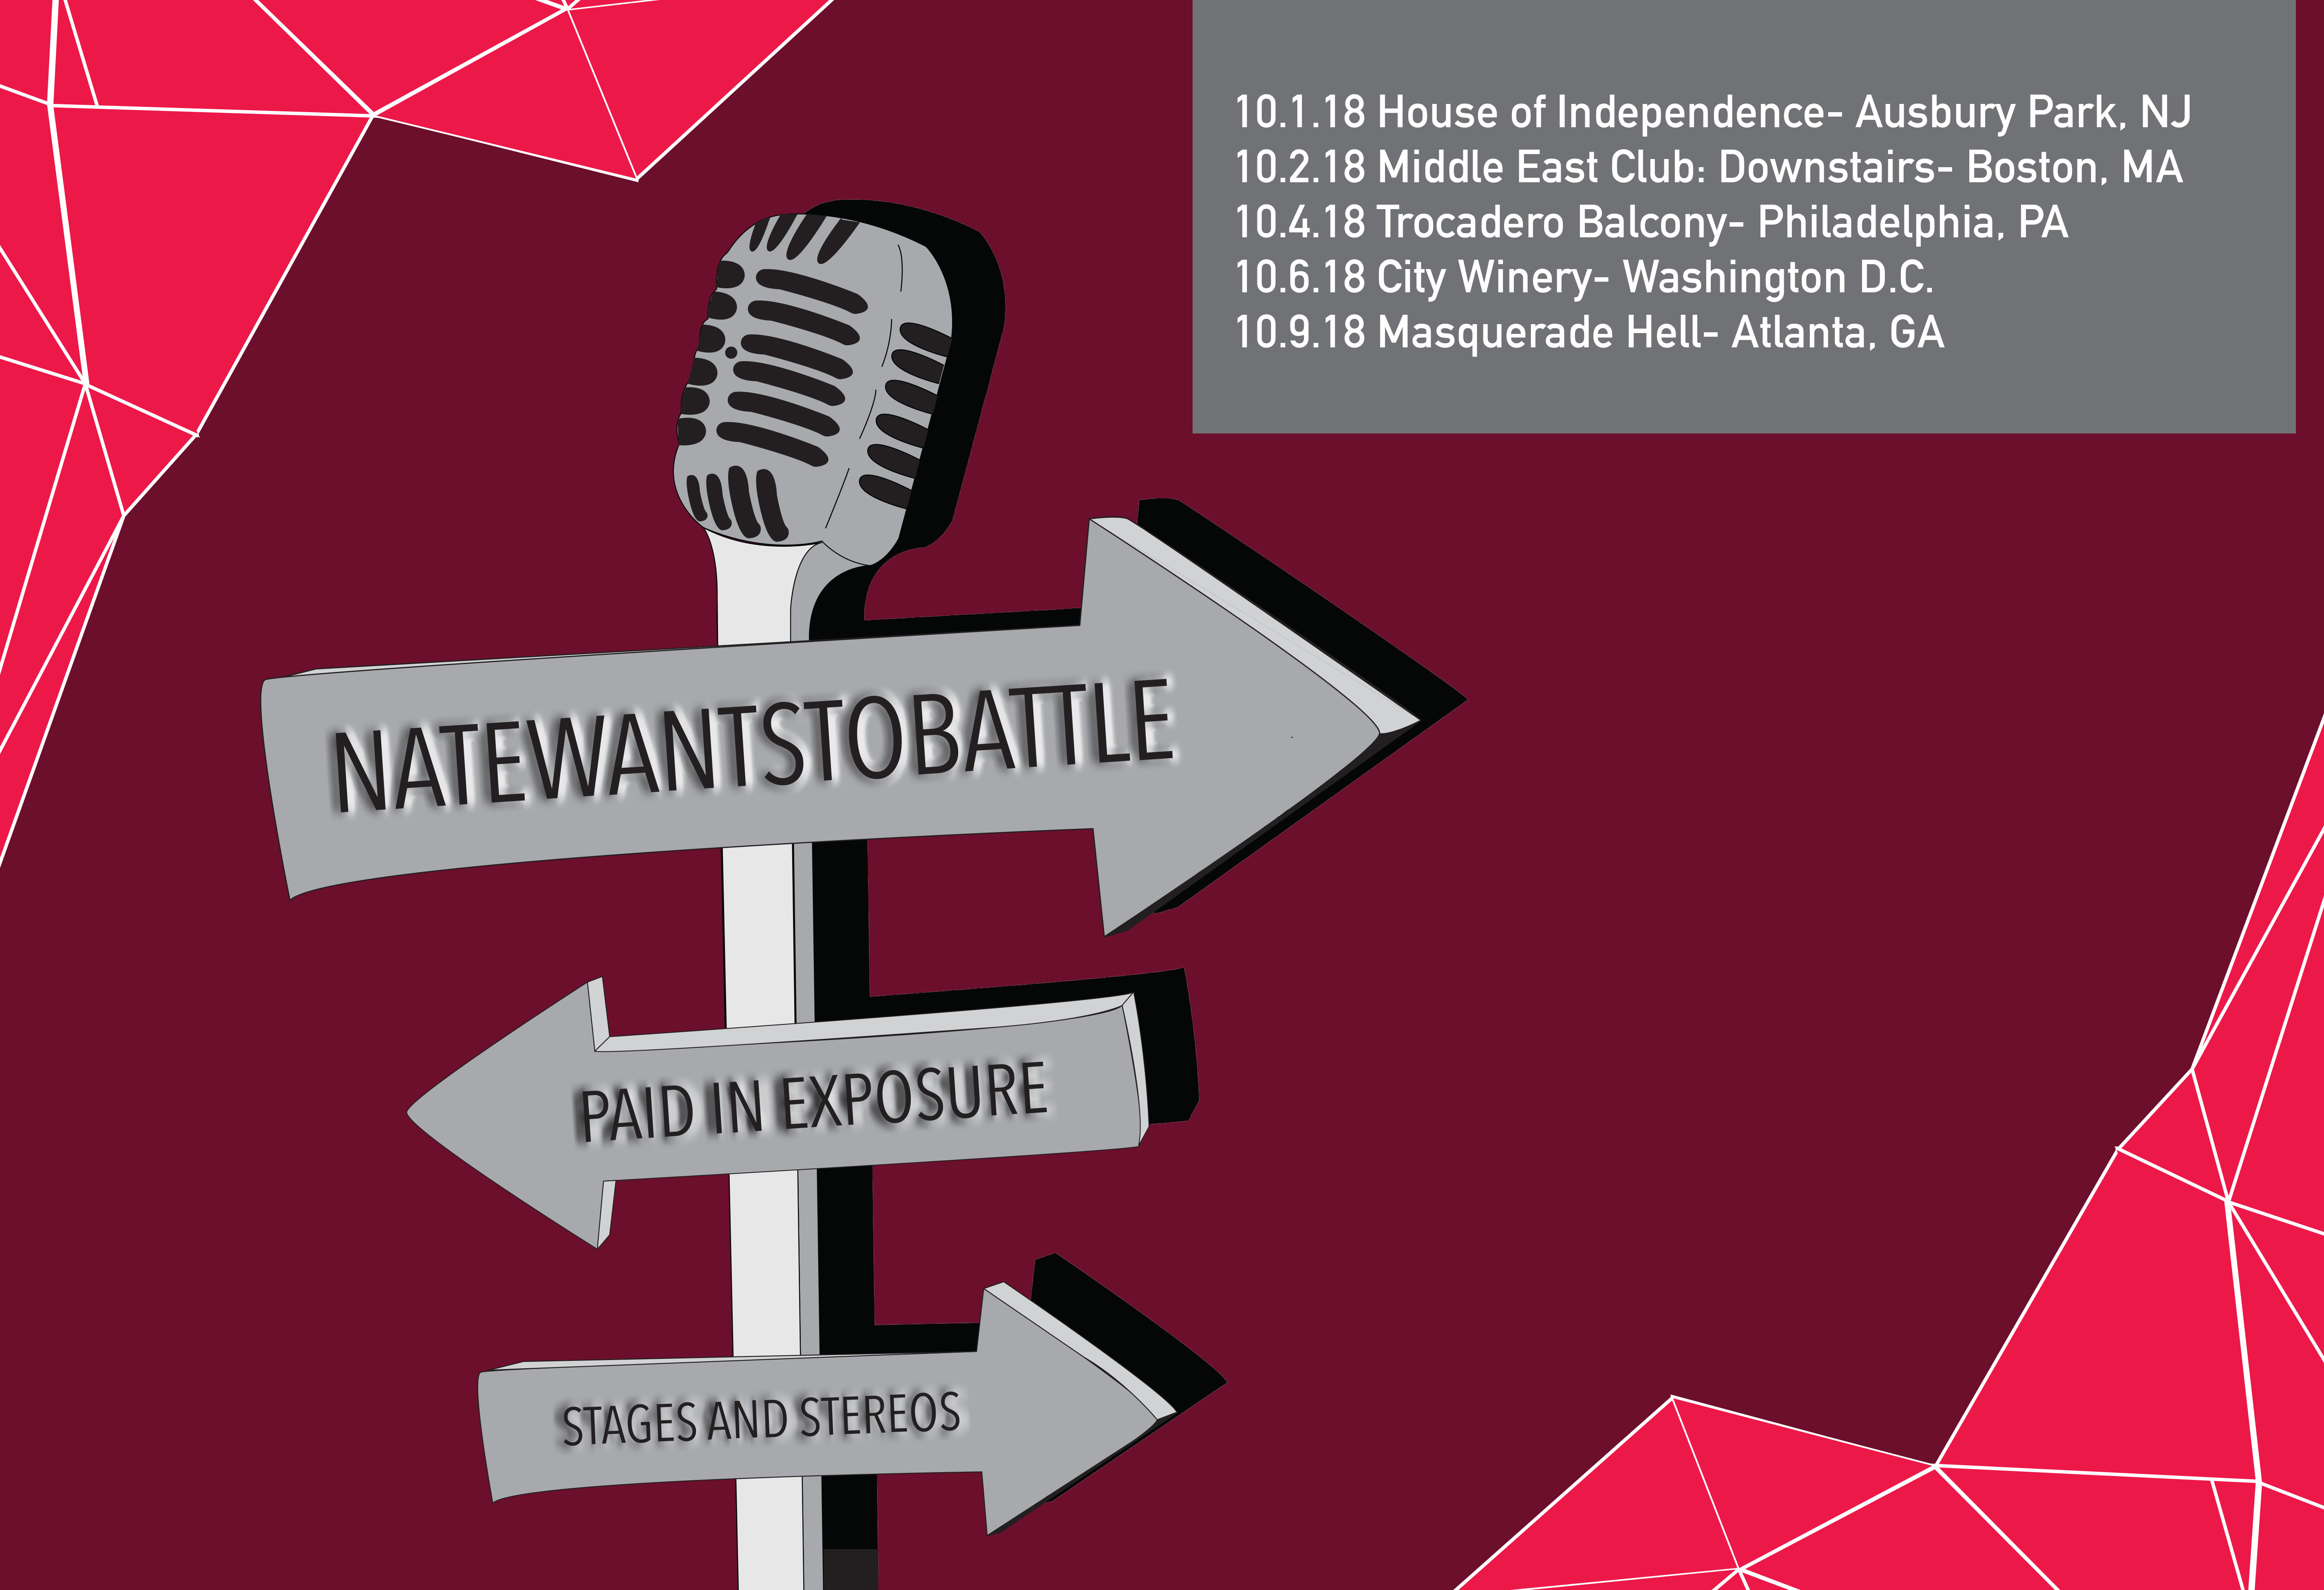 10.1.18 House of Independence- Ausbury Park, NJ
10.2.18 Middle East Club: Downstairs- Boston, MA
10.4.18 Trocadero Balcony- Philadelphia, PA
10.6.18 City Winery- Washington D.C.
10.9.18 Masquerade Hell- Atlanta, GA
NATEWANTSTOBATTLE
PAID IN EXPOSURE
STAGES AND STEREOS